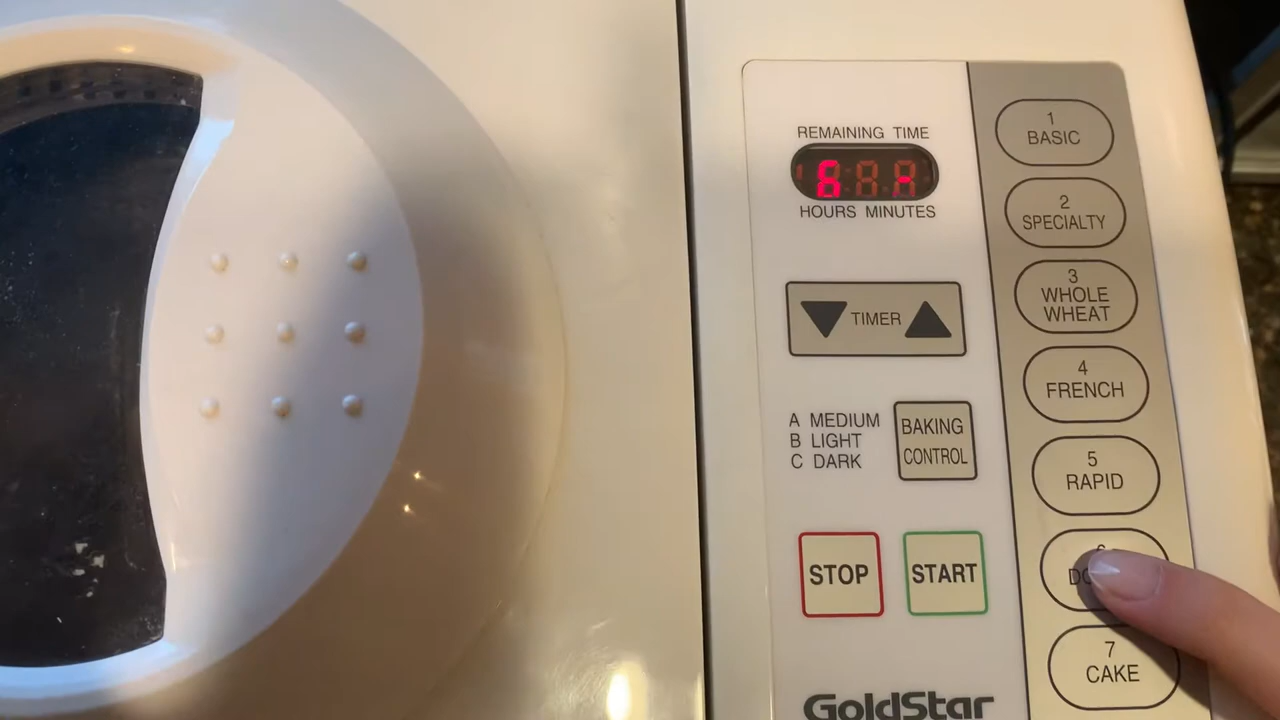 REMAINING TIME
6
HOURS MINUTES
TIMER
A MEDIUM
B LIGHT
C DARK
BAKING
CONTROL
STOP
START
GoldStar
1
BASIC
2
SPECIALTY
3
WHOLE
WHEAT
4
FRENCH
5
RAPID
7
CAKE